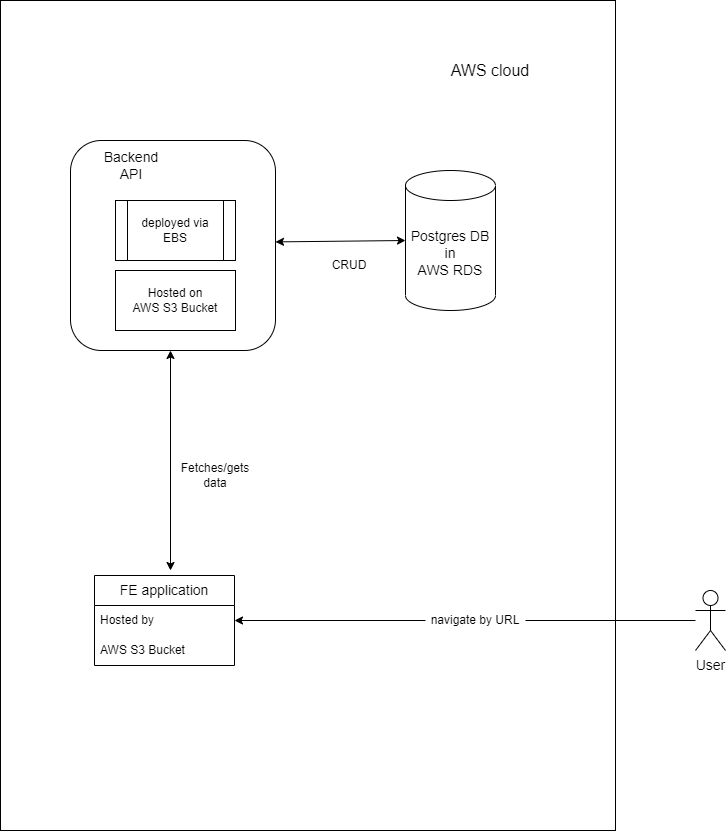 AWS cloud
Backend
API
deployed via
EBS
Hosted on
AWS S3 Bucket
CRUD
Postgres DB
in
AWS RDS
Fetches/gets
data
FE application
Hosted by
AWS S3 Bucket
navigate by URL
User